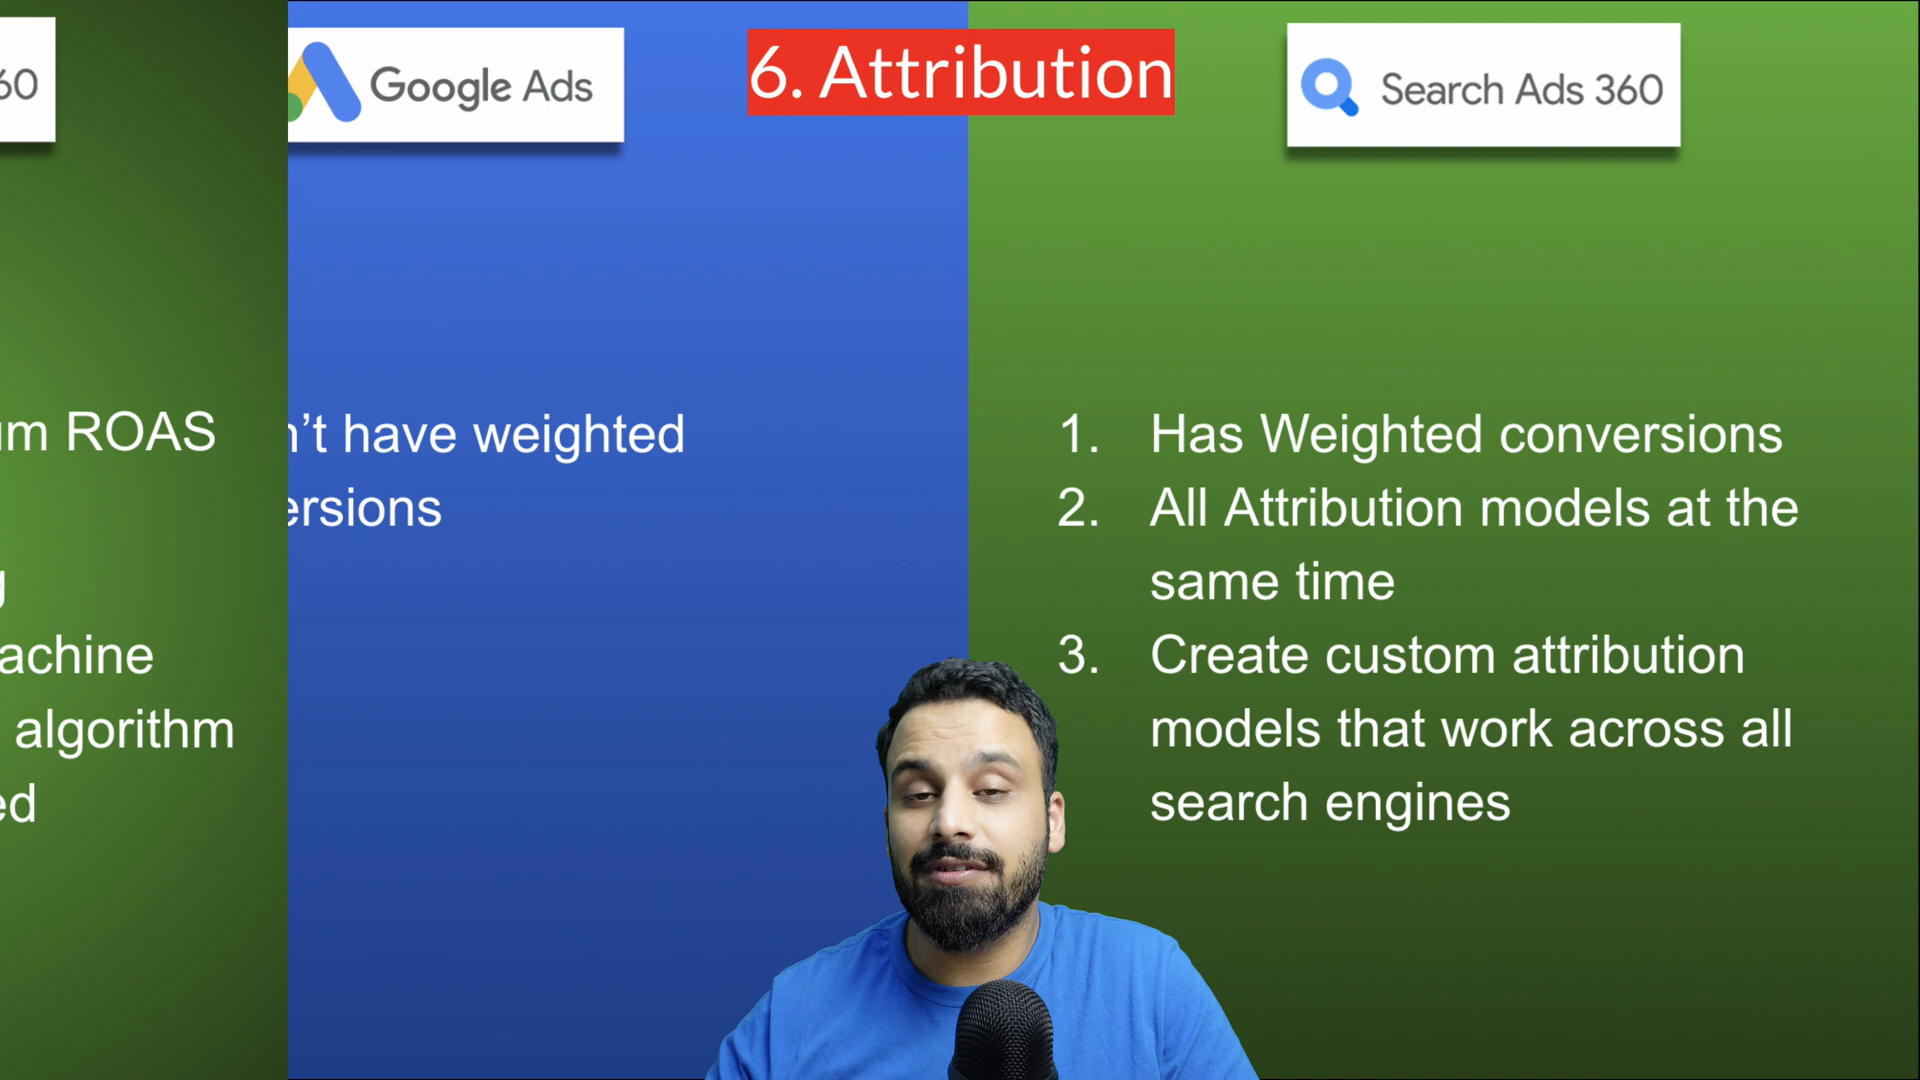 60
um ROAS
g
achine
algorithm
ed
Google Ads
n't have weighted
ersions
6. Attribution
Search Ads 360
1. Has Weighted conversions
2. All Attribution models at the
same time
3. Create custom attribution
models that work across all
search engines